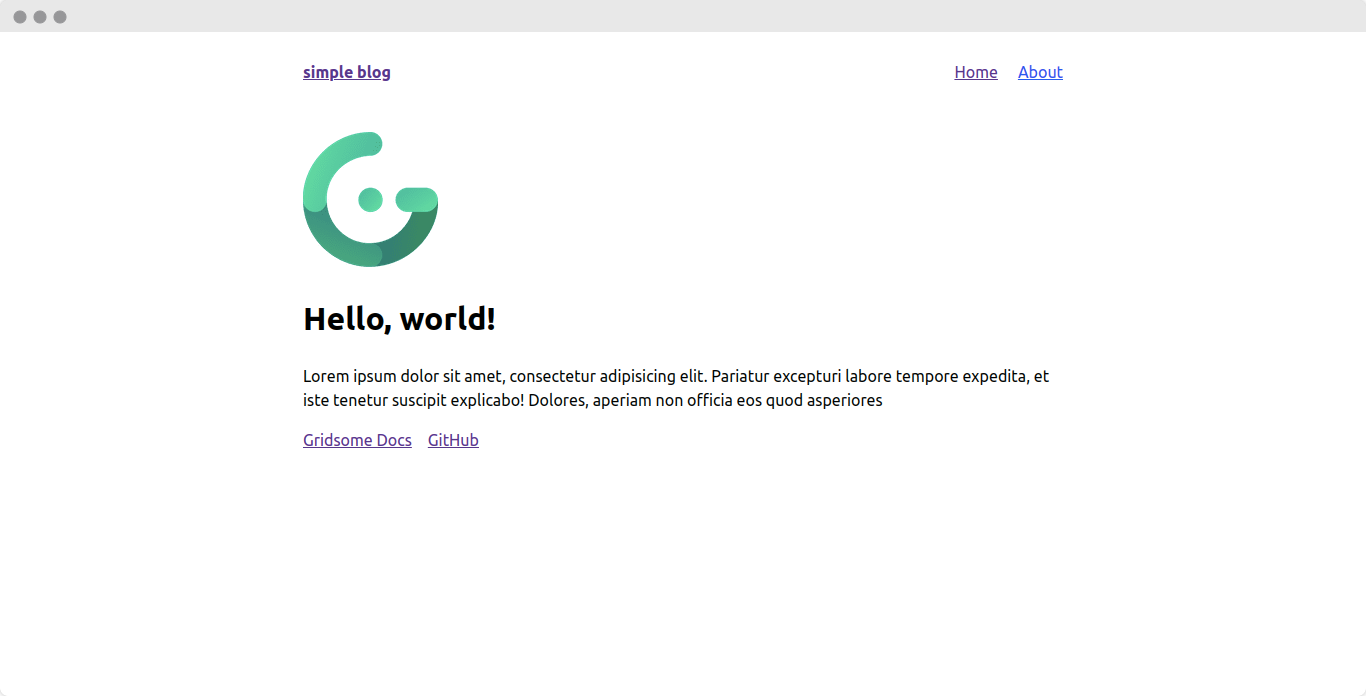 simple blog
Home About
Hello, world!
Lorem ipsum dolor sit amet, consectetur adipisicing elit. Pariatur excepturi labore tempore expedita, et
iste tenetur suscipit explicabo! Dolores, aperiam non officia eos quod asperiores
Gridsome Docs GitHub